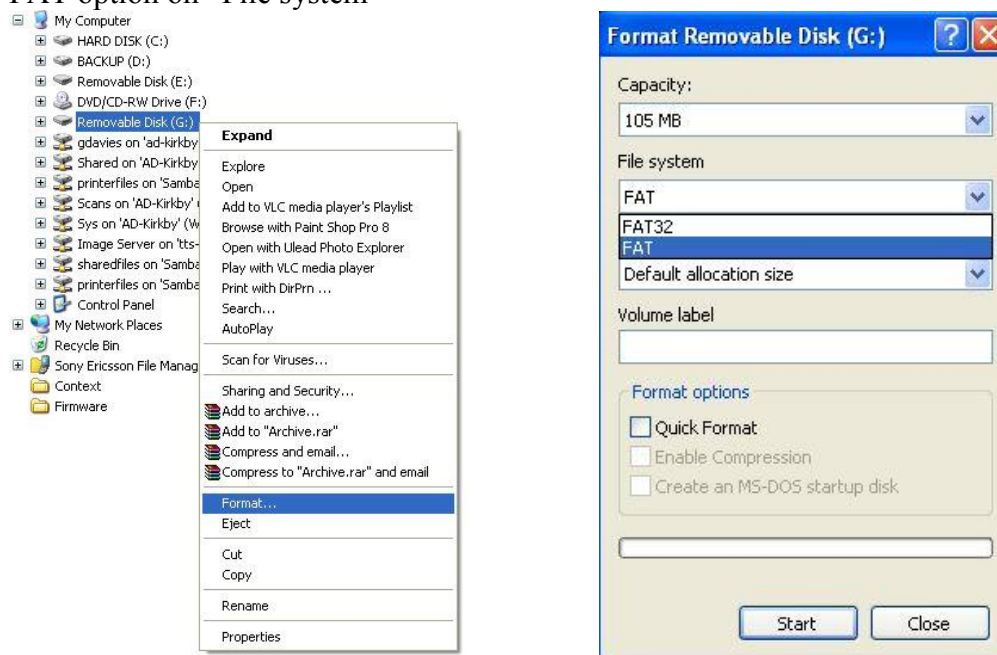 FAT option on "File system"
My Computer
HARD DISK (C:)
BACKUP (D:)
Removable Disk (E:)
DVD/CD-RW Drive (F:)
Removable Disk (G:)
gdavies on 'ad-kirkby
Shared on 'AD-Kirkby
printerfiles on 'Samba
Scans on 'AD-Kirkby'
Sys on 'AD-Kirkby' (W
Image Server on 'tts-
sharedfiles on 'Samba
printerfiles on 'Samba
Control Panel
My Network Places
Recycle Bin
Sony Ericsson File Manag
Context
Firmware
Expand
Explore
Open
Add to VLC media player's Playlist
Browse with Paint Shop Pro 8
Open with Ulead Photo Explorer
Play with VLC media player
Print with DirPrn ...
Search...
AutoPlay
Scan for Viruses...
Sharing and Security...
Add to archive...
Add to "Archive.rar"
Compress and email...
Compress to "Archive.rar" and email
Format...
Eject
Cut
Copy
Rename
Properties
Format Removable Disk (G:)
Capacity:
105 MB
File system
FAT
FAT32
FAT
Default allocation size
Volume label
Format options
Quick Format
Enable Compression
Create an MS-DOS startup disk
Start
Close